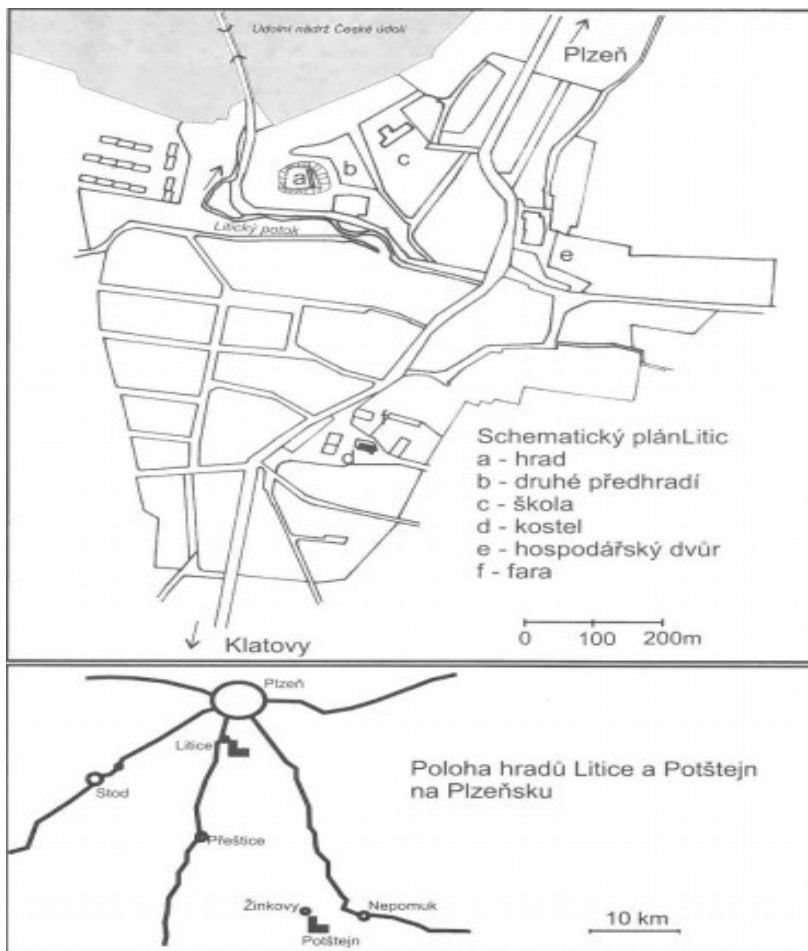 Údolní nádrž České údolí
Plzeň
b
c
a
Litický potok
e
f
d
Schematický plánLitic
a - hrad
b - druhé předhradí
c - škola
d - kostel
e - hospodářský dvůr
f - fara
0 100 200m
Klatovy
Plzeň
Litice
Stod
Poloha hradů Litice a Potštejn
na Plzeňsku
Přeštice
Žinkovy
Nepomuk
Potštejn
10 km